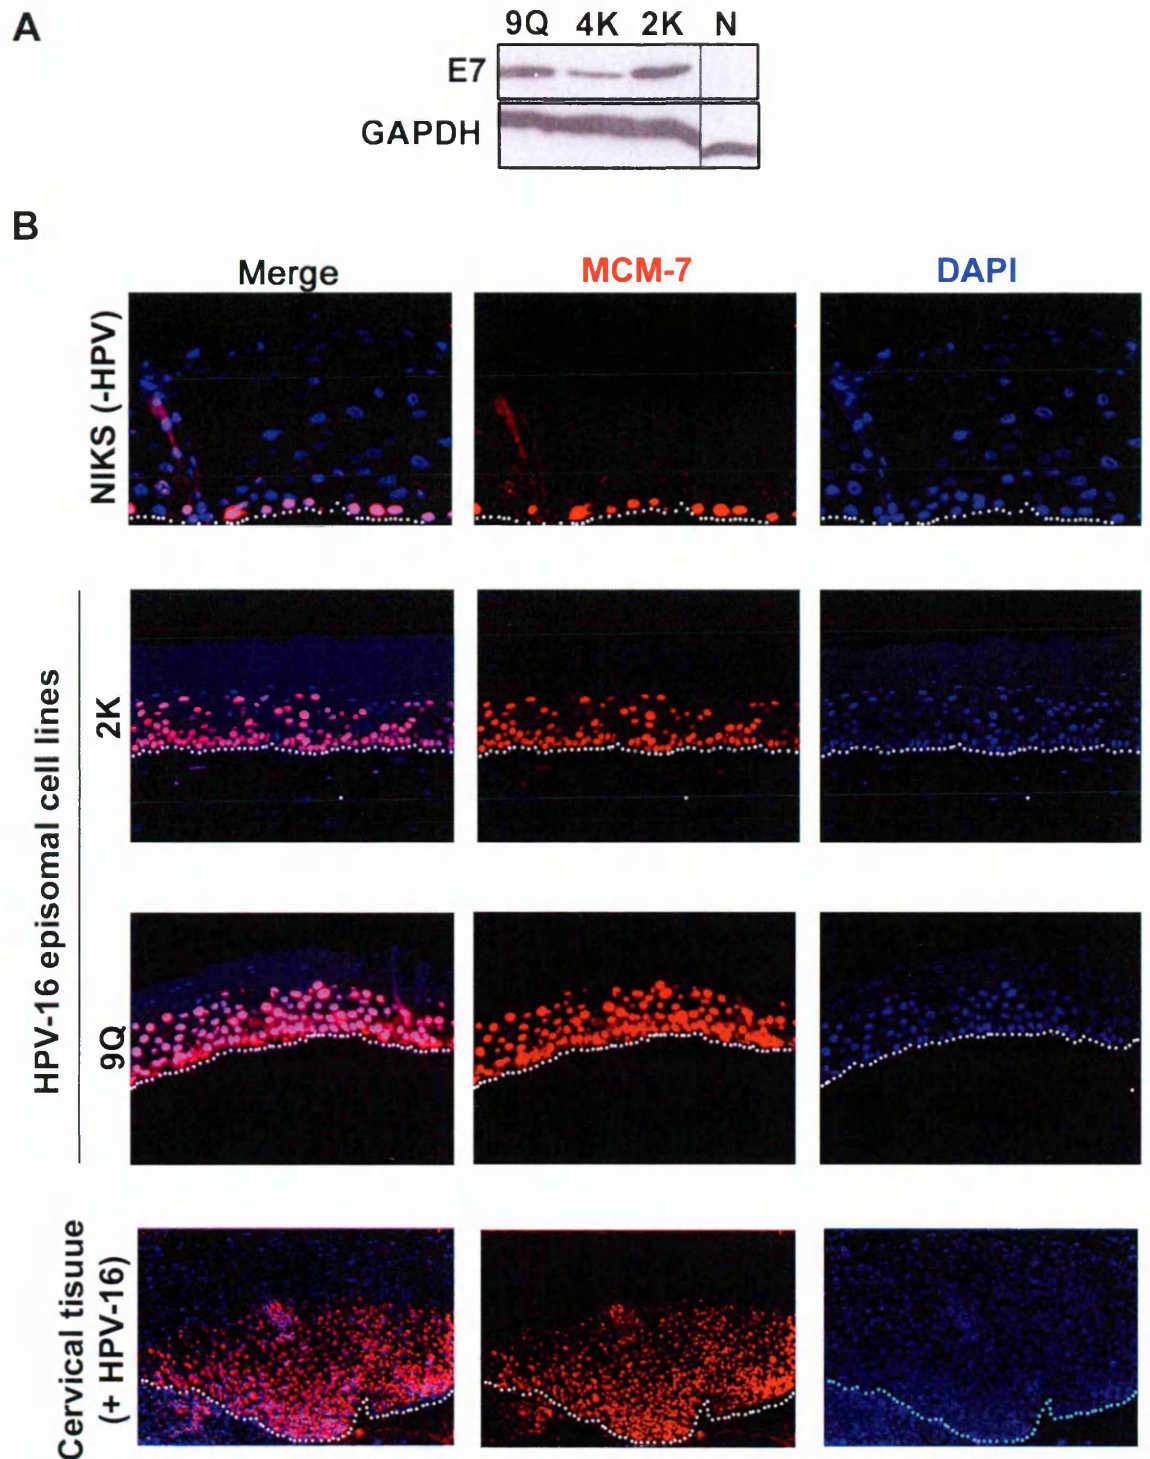 A
9Q 4K 2K N
E7
GAPDH
B
Merge MCM-7 DAPI
NIKS (-HPV)
HPV-16 episomal cell lines
2K
9Q
Cervical tisuue
(+ HPV-16)